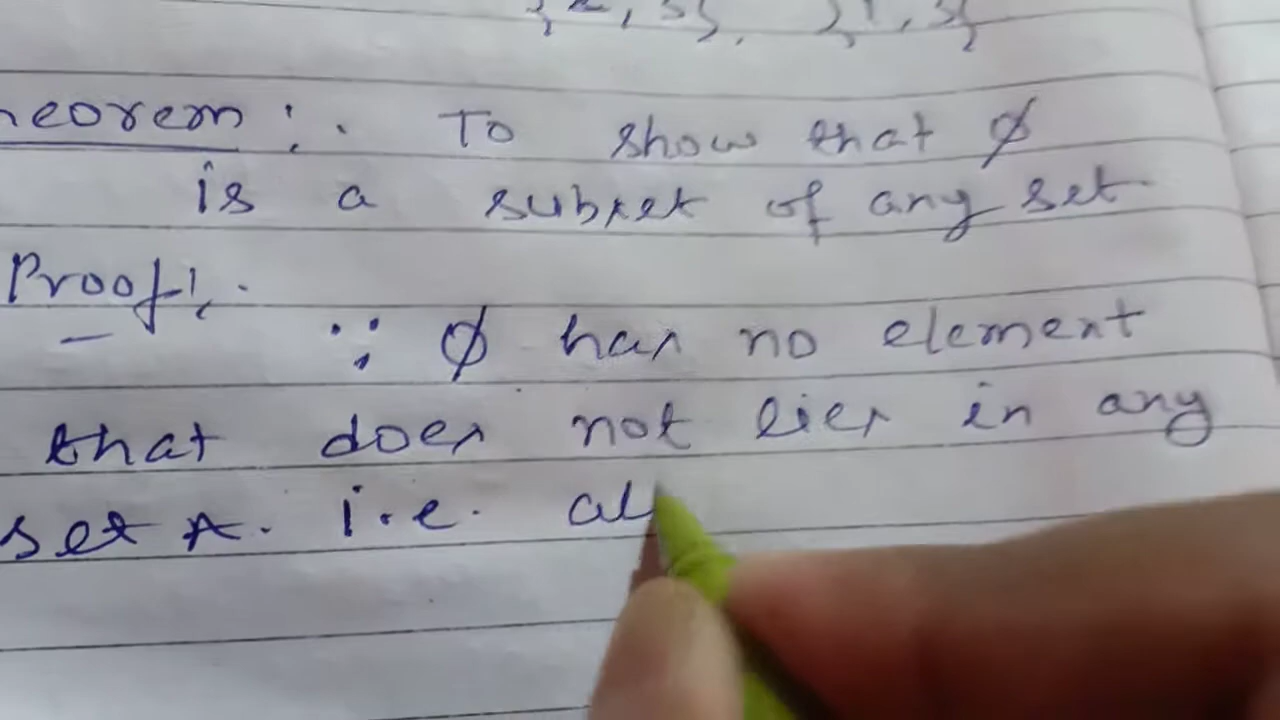 heorem :. To show that φ
is a subset of any set
Proof :.
∵ φ has no element
that does not lies in any
set A. i.e. al